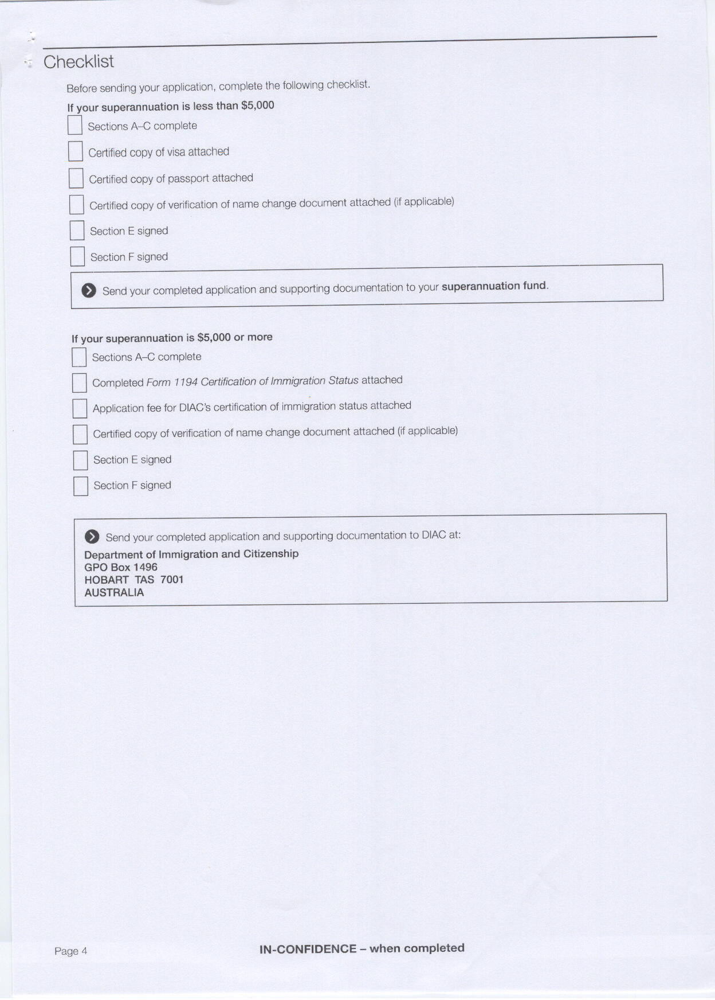 Checklist
Before sending your application, complete the following checklist.
If your superannuation is less than $5,000
Sections A–C complete
Certified copy of visa attached
Certified copy of passport attached
Certified copy of verification of name change document attached (if applicable)
Section E signed
Section F signed
Send your completed application and supporting documentation to your superannuation fund.
If your superannuation is $5,000 or more
Sections A–C complete
Completed Form 1194 Certification of Immigration Status attached
Application fee for DIAC's certification of immigration status attached
Certified copy of verification of name change document attached (if applicable)
Section E signed
Section F signed
Send your completed application and supporting documentation to DIAC at:
Department of Immigration and Citizenship
GPO Box 1496
HOBART TAS 7001
AUSTRALIA
Page 4
IN-CONFIDENCE – when completed